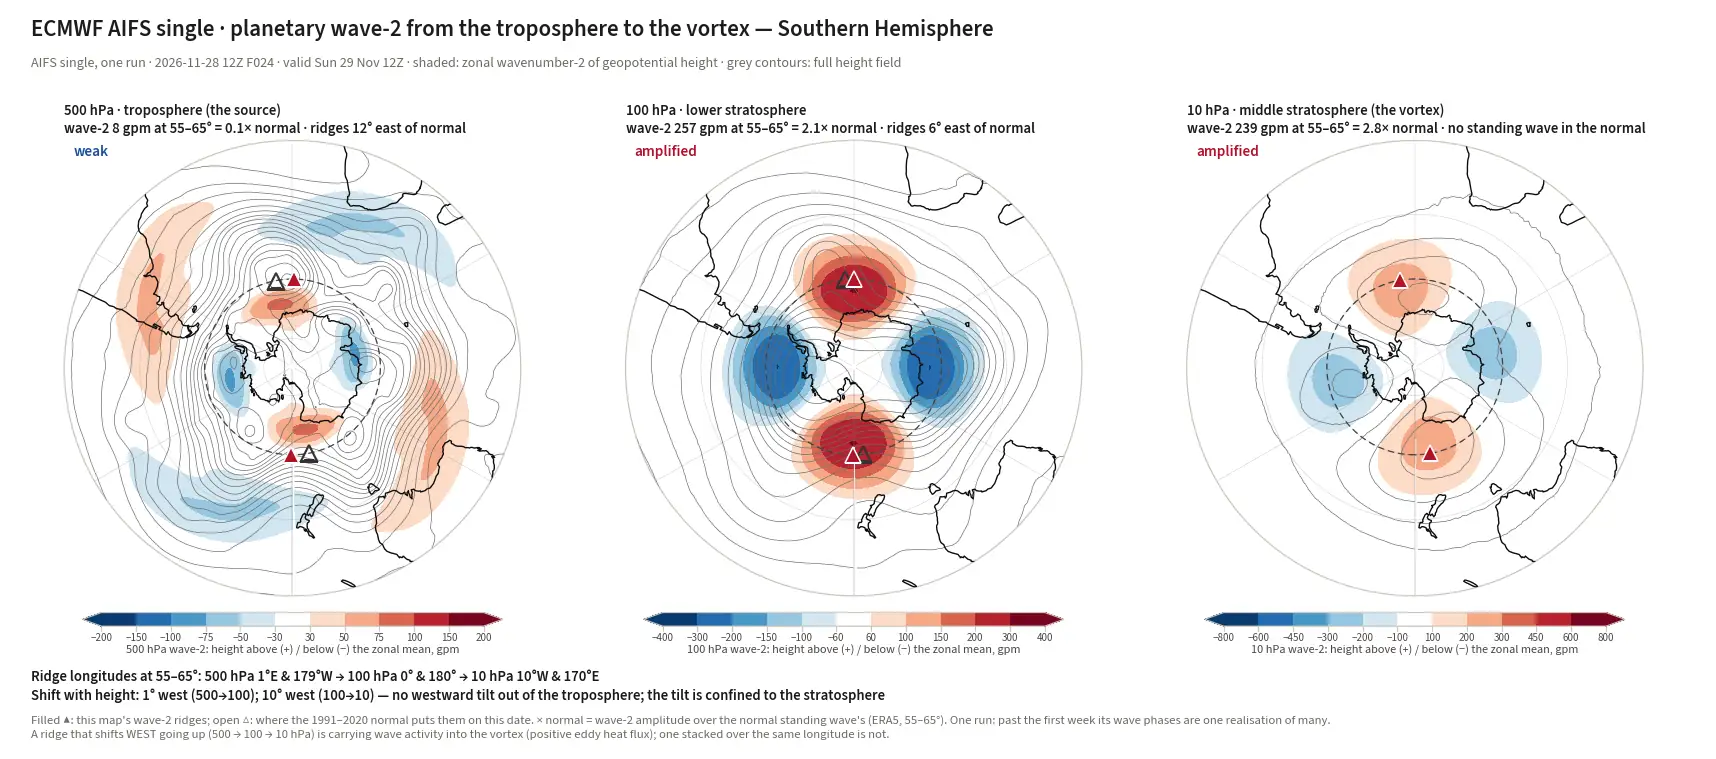 ECMWF AIFS single · planetary wave-2 from the troposphere to the vortex — Southern Hemisphere
AIFS single, one run · 2026-11-28 12Z F024 · valid Sun 29 Nov 12Z · shaded: zonal wavenumber-2 of geopotential height · grey contours: full height field
500 hPa · troposphere (the source)
wave-2 8 gpm at 55–65° = 0.1× normal · ridges 12° east of normal
weak
100 hPa · lower stratosphere
wave-2 257 gpm at 55–65° = 2.1× normal · ridges 6° east of normal
amplified
10 hPa · middle stratosphere (the vortex)
wave-2 239 gpm at 55–65° = 2.8× normal · no standing wave in the normal
amplified
−200 −150 −100 −75 −50 −30 30 50 75 100 150 200
500 hPa wave-2: height above (+) / below (−) the zonal mean, gpm
−400 −300 −200 −150 −100 −60 60 100 150 200 300 400
100 hPa wave-2: height above (+) / below (−) the zonal mean, gpm
−800 −600 −450 −300 −200 −100 100 200 300 450 600 800
10 hPa wave-2: height above (+) / below (−) the zonal mean, gpm
Ridge longitudes at 55–65°: 500 hPa 1°E & 179°W → 100 hPa 0° & 180° → 10 hPa 10°W & 170°E
Shift with height: 1° west (500→100); 10° west (100→10) — no westward tilt out of the troposphere; the tilt is confined to the stratosphere
Filled ▲: this map's wave-2 ridges; open △: where the 1991–2020 normal puts them on this date. × normal = wave-2 amplitude over the normal standing wave's (ERA5, 55–65°). One run: past the first week its wave phases are one realisation of many.
A ridge that shifts WEST going up (500 → 100 → 10 hPa) is carrying wave activity into the vortex (positive eddy heat flux); one stacked over the same longitude is not.